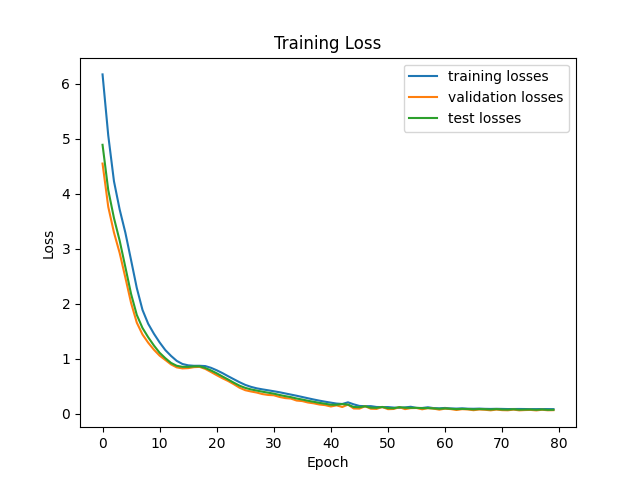 Training Loss
training losses
validation losses
test losses
6
5
4
3
2
1
0
Loss
0 10 20 30 40 50 60 70 80
Epoch